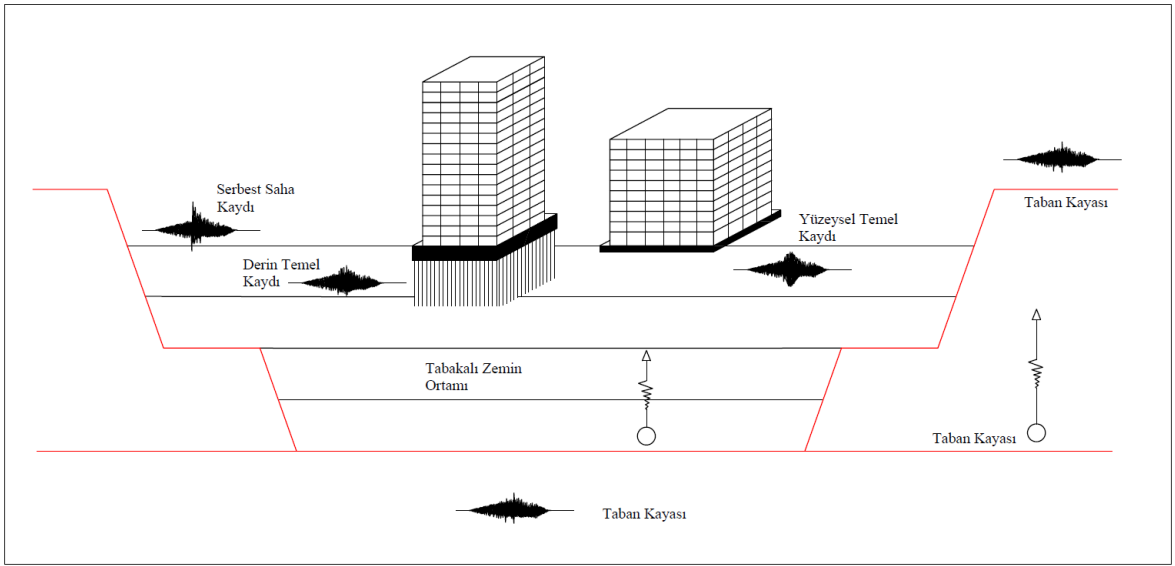 Serbest Saha
Kaydı
Taban Kayası
Yüzeysel Temel
Kaydı
Derin Temel
Kaydı
Tabakalı Zemin
Ortamı
Taban Kayası
Taban Kayası